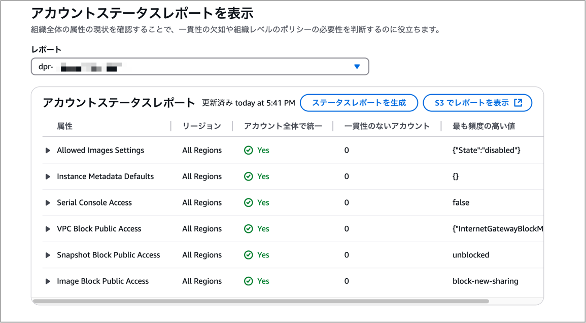 アカウントステータスレポートを表示
組織全体の属性の現状を確認することで、一貫性の欠如や組織レベルのポリシーの必要性を判断するのに役立ちます。
レポート
dpr-
アカウントステータスレポート 更新済み today at 5:41 PM ステータスレポートを生成 S3 でレポートを表示
属性 リージョン アカウント全体で統一 一貫性のないアカウント 最も頻度の高い値
Allowed Images Settings All Regions Yes 0 {"State":"disabled"}
Instance Metadata Defaults All Regions Yes 0 {}
Serial Console Access All Regions Yes 0 false
VPC Block Public Access All Regions Yes 0 {"InternetGatewayBlockM
Snapshot Block Public Access All Regions Yes 0 unblocked
Image Block Public Access All Regions Yes 0 block-new-sharing